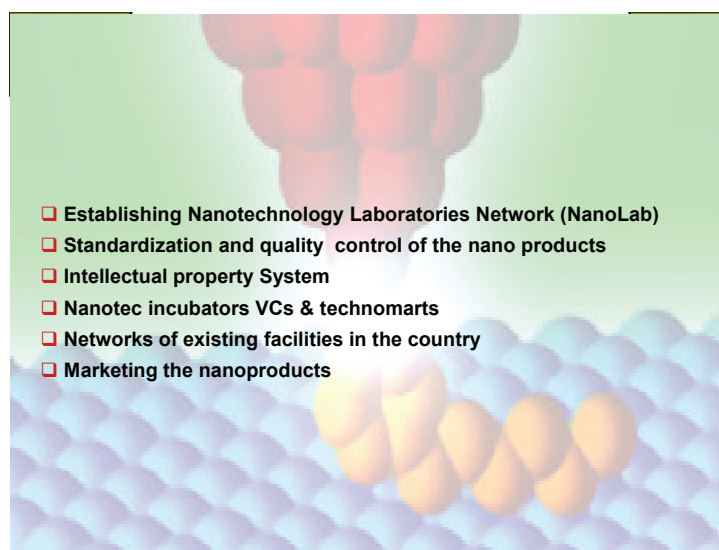 ❑ Establishing Nanotechnology Laboratories Network (NanoLab)
❑ Standardization and quality control of the nano products
❑ Intellectual property System
❑ Nanotec incubators VCs & technomarts
❑ Networks of existing facilities in the country
❑ Marketing the nanoproducts